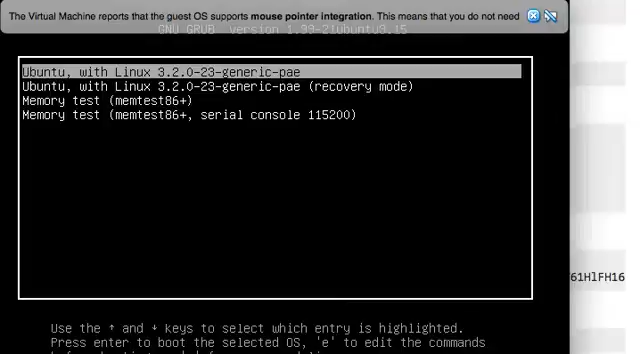 The Virtual Machine reports that the guest OS supports mouse pointer integration. This means that you do not need
GNU GRUB version 1.99-21ubuntu3.15
Ubuntu, with Linux 3.2.0-23-generic-pae
Ubuntu, with Linux 3.2.0-23-generic-pae (recovery mode)
Memory test (memtest86+)
Memory test (memtest86+, serial console 115200)
61HlFH16
Use the ↑ and ↓ keys to select which entry is highlighted.
Press enter to boot the selected OS, 'e' to edit the commands